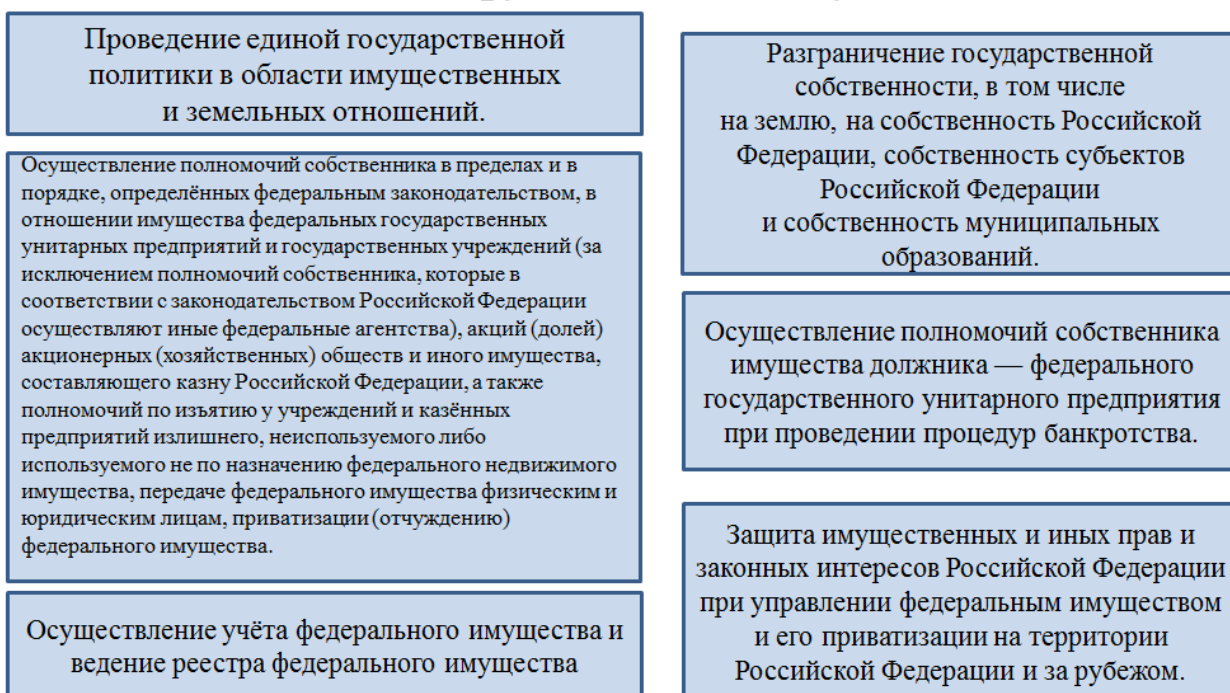 Проведение единой государственной
политики в области имущественных
и земельных отношений.
Осуществление полномочий собственника в пределах и в
порядке, определённых федеральным законодательством, в
отношении имущества федеральных государственных
унитарных предприятий и государственных учреждений (за
исключением полномочий собственника, которые в
соответствии с законодательством Российской Федерации
осуществляют иные федеральные агентства), акций (долей)
акционерных (хозяйственных) обществ и иного имущества,
составляющего казну Российской Федерации, а также
полномочий по изъятию у учреждений и казённых
предприятий излишнего, неиспользуемого либо
используемого не по назначению федерального недвижимого
имущества, передаче федерального имущества физическим и
юридическим лицам, приватизации (отчуждению)
федерального имущества.
Осуществление учёта федерального имущества и
ведение реестра федерального имущества
Разграничение государственной
собственности, в том числе
на землю, на собственность Российской
Федерации, собственность субъектов
Российской Федерации
и собственность муниципальных
образований.
Осуществление полномочий собственника
имущества должника — федерального
государственного унитарного предприятия
при проведении процедур банкротства.
Защита имущественных и иных прав и
законных интересов Российской Федерации
при управлении федеральным имуществом
и его приватизации на территории
Российской Федерации и за рубежом.